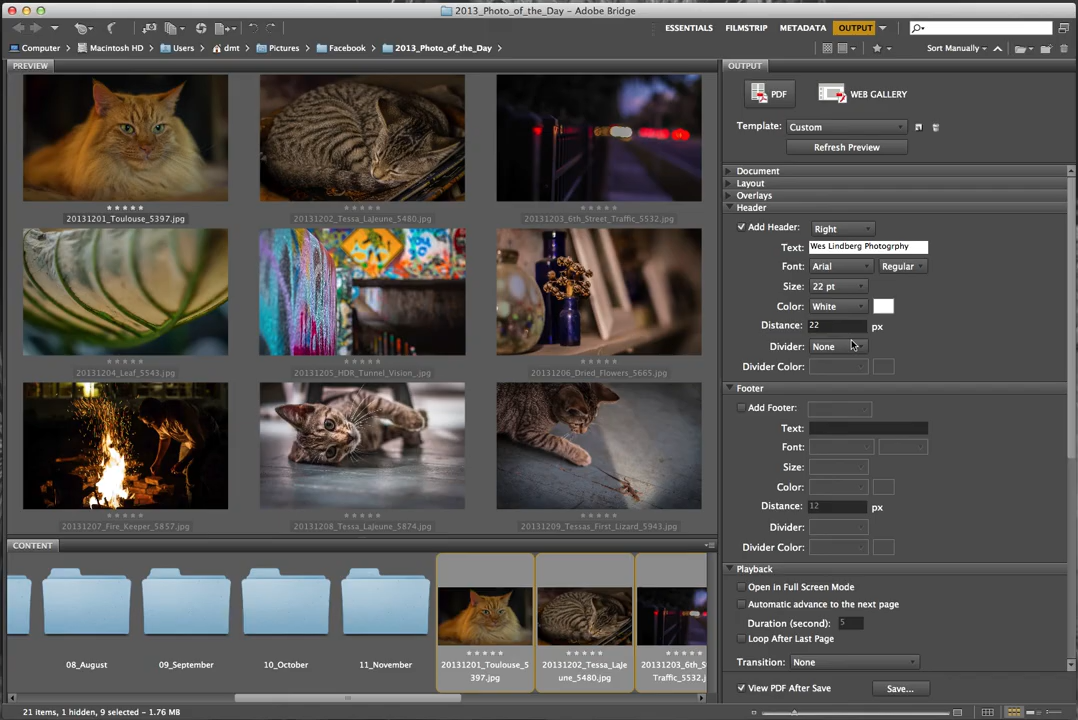 2013_Photo_of_the_Day – Adobe Bridge
ESSENTIALS FILMSTRIP METADATA OUTPUT
Computer Macintosh HD Users dmt Pictures Facebook 2013_Photo_of_the_Day
Sort Manually
PREVIEW
20131201_Toulouse_5397.jpg
20131202_Tessa_LaJeune_5480.jpg
20131203_6th_Street_Traffic_5532.jpg
20131204_Leaf_5543.jpg
20131205_HDR_Tunnel_Vision_.jpg
20131206_Dried_Flowers_5665.jpg
20131207_Fire_Keeper_5857.jpg
20131208_Tessa_LaJeune_5874.jpg
20131209_Tessas_First_Lizard_5943.jpg
CONTENT
08_August
09_September
10_October
11_November
20131201_Toulouse_5
397.jpg
20131202_Tessa_LaJe
une_5480.jpg
20131203_6th_S
Traffic_5532.j
21 items, 1 hidden, 9 selected – 1.76 MB
OUTPUT
PDF WEB GALLERY
Template: Custom
Refresh Preview
Document
Layout
Overlays
Header
Add Header: Right
Text: Wes Lindberg Photogrphy
Font: Arial Regular
Size: 22 pt
Color: White
Distance: 22 px
Divider: None
Divider Color:
Footer
Add Footer:
Text:
Font:
Size:
Color:
Distance: 12 px
Divider:
Divider Color:
Playback
Open in Full Screen Mode
Automatic advance to the next page
Duration (second): 5
Loop After Last Page
Transition: None
View PDF After Save Save...